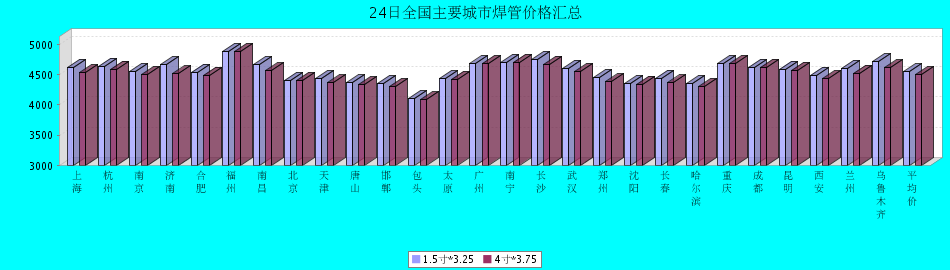 24日全国主要城市焊管价格汇总
5000
4500
4000
3500
3000
上海
杭州
南京
济南
合肥
福州
南昌
北京
天津
唐山
邯郸
包头
太原
广州
南宁
长沙
武汉
郑州
沈阳
长春
哈尔滨
重庆
成都
昆明
西安
兰州
乌鲁木齐
平均价
1.5寸*3.25
4寸*3.75